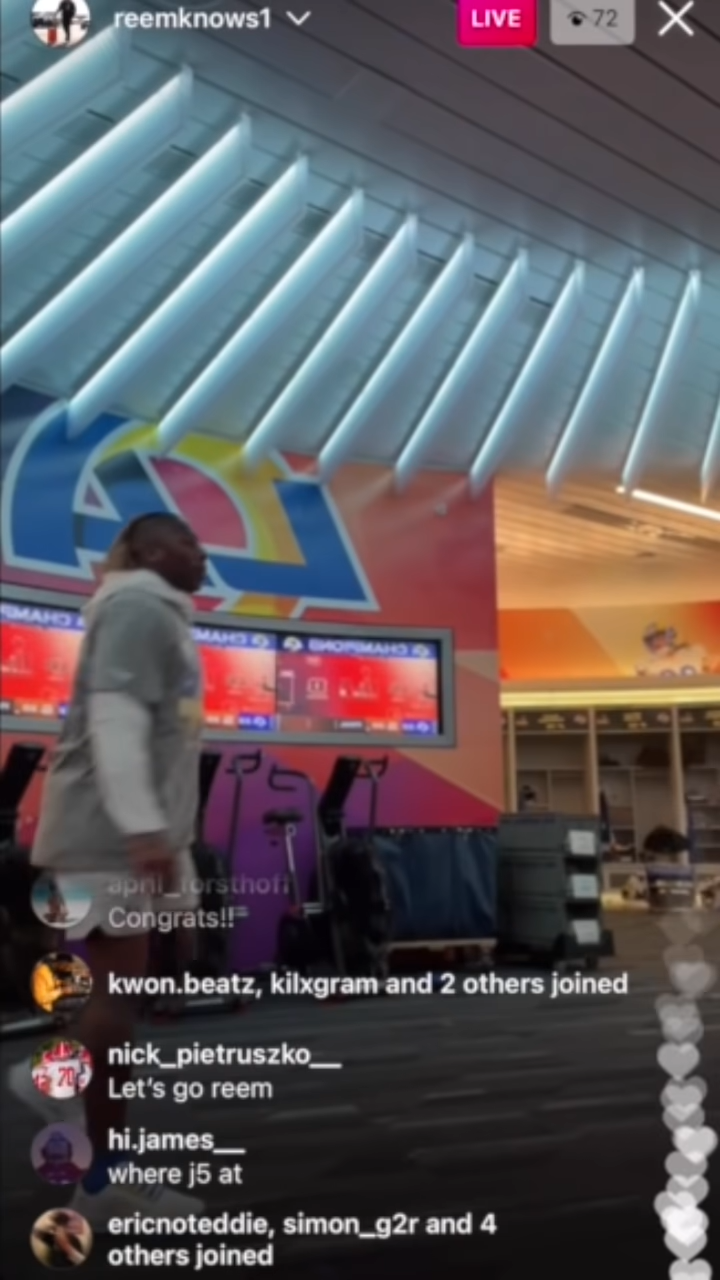 reemknows1
LIVE
72
april_forsthoff
Congrats!!
kwon.beatz, kilxgram and 2 others joined
nick_pietruszko__
Let's go reem
70
hi.james__
where j5 at
ericnoteddie, simon_g2r and 4
others joined